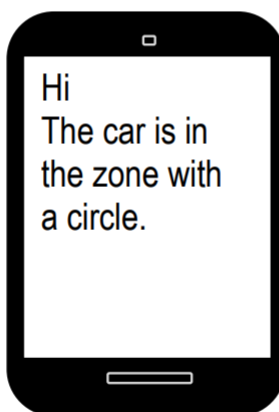 Hi
The car is in
the zone with
a circle.